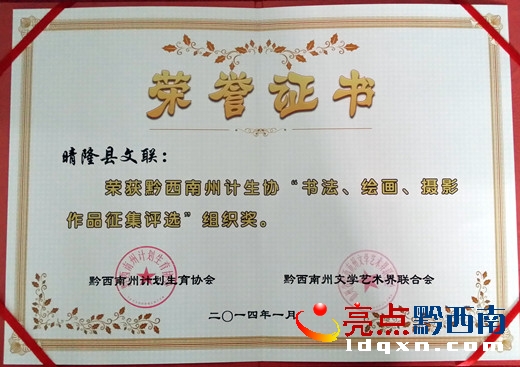 荣誉证书
晴隆县文联：
荣获黔西南州计生协“书法、绘画、摄影
作品征集评选”组织奖。
黔西南州计划生育协会
黔西南州文学艺术界联合会
二〇一四年一月
亮点黔西南
ldqxn.com